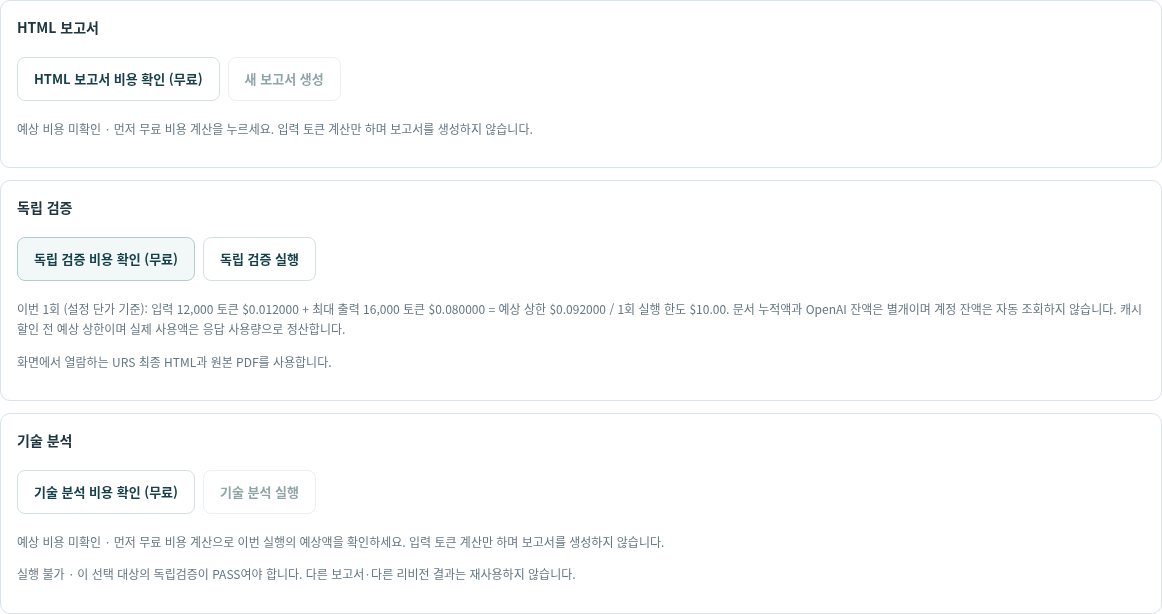 HTML 보고서
HTML 보고서 비용 확인 (무료)
새 보고서 생성
예상 비용 미확인 · 먼저 무료 비용 계산을 누르세요. 입력 토큰 계산만 하며 보고서를 생성하지 않습니다.
독립 검증
독립 검증 비용 확인 (무료)
독립 검증 실행
이번 1회 (설정 단가 기준): 입력 12,000 토큰 $0.012000 + 최대 출력 16,000 토큰 $0.080000 = 예상 상한 $0.092000 / 1회 실행 한도 $10.00. 문서 누적액과 OpenAI 잔액은 별개이며 계정 잔액은 자동 조회하지 않습니다. 캐시
할인 전 예상 상한이며 실제 사용액은 응답 사용량으로 정산합니다.
화면에서 열람하는 URS 최종 HTML과 원본 PDF를 사용합니다.
기술 분석
기술 분석 비용 확인 (무료)
기술 분석 실행
예상 비용 미확인 · 먼저 무료 비용 계산으로 이번 실행의 예상액을 확인하세요. 입력 토큰 계산만 하며 보고서를 생성하지 않습니다.
실행 불가 · 이 선택 대상의 독립검증이 PASS여야 합니다. 다른 보고서·다른 리비전 결과는 재사용하지 않습니다.